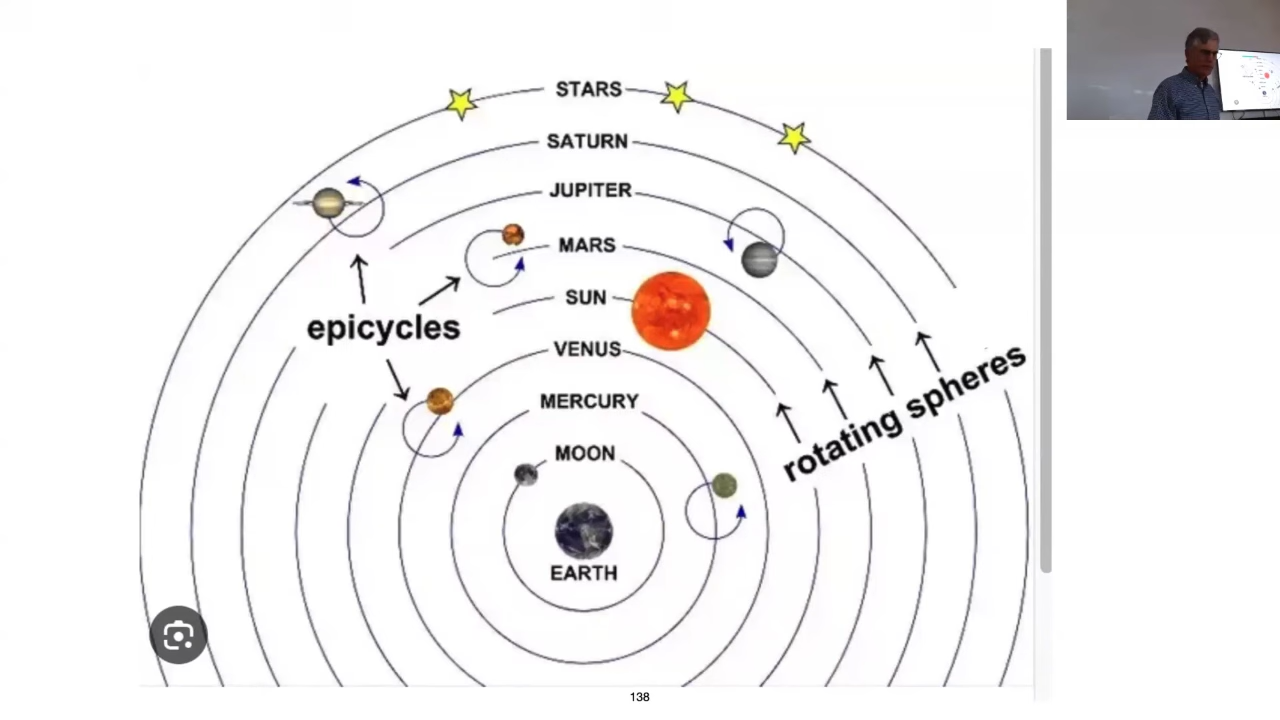 STARS
SATURN
JUPITER
MARS
SUN
epicycles
VENUS
MERCURY
rotating spheres
MOON
EARTH
138